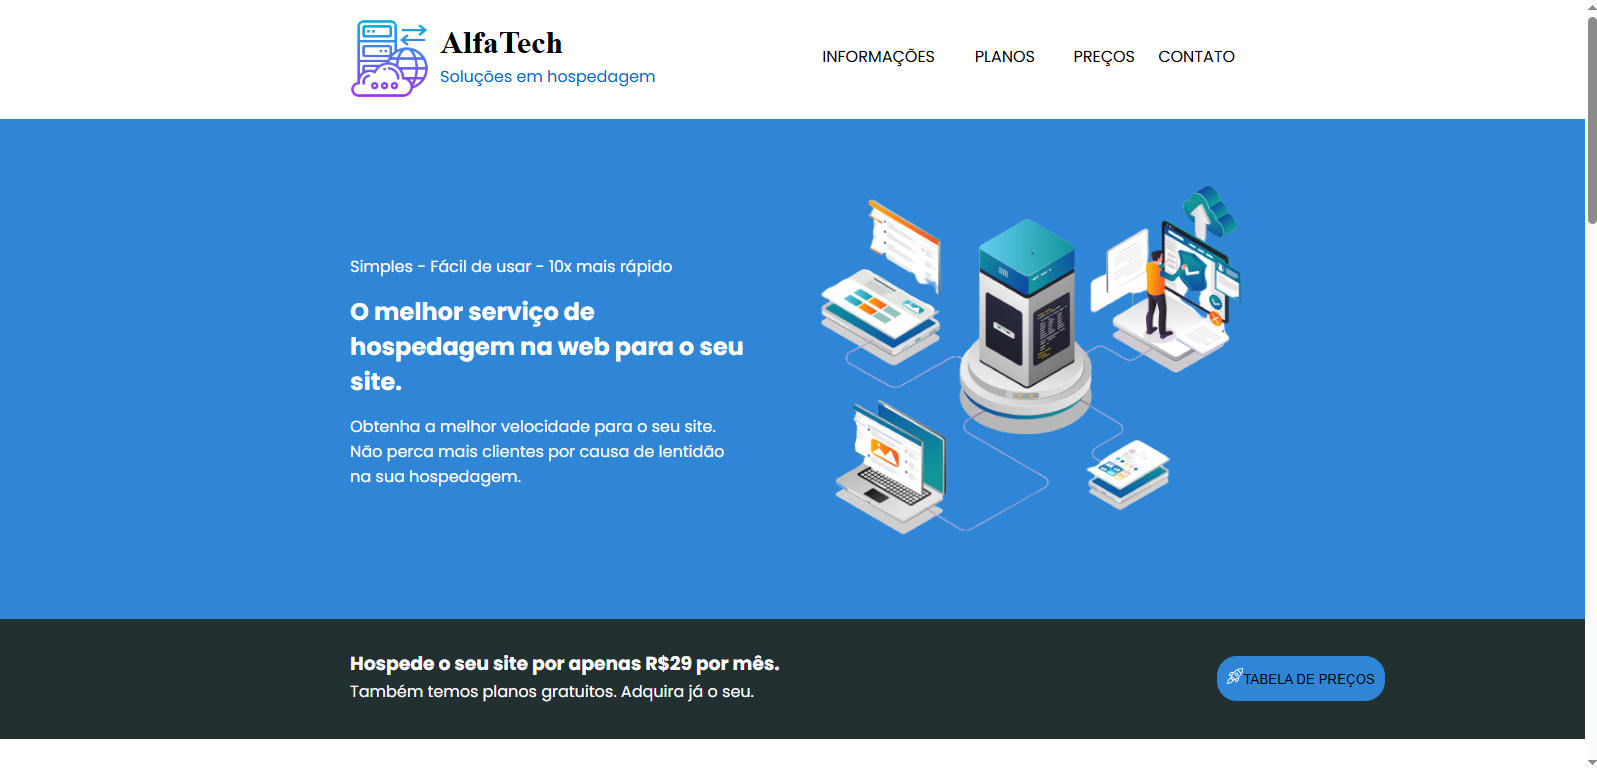 AlfaTech
Soluções em hospedagem
INFORMAÇÕES PLANOS PREÇOS CONTATO
Simples - Fácil de usar - 10x mais rápido
O melhor serviço de
hospedagem na web para o seu
site.
Obtenha a melhor velocidade para o seu site.
Não perca mais clientes por causa de lentidão
na sua hospedagem.
Hospede o seu site por apenas R$29 por mês.
Também temos planos gratuitos. Adquira já o seu.
TABELA DE PREÇOS